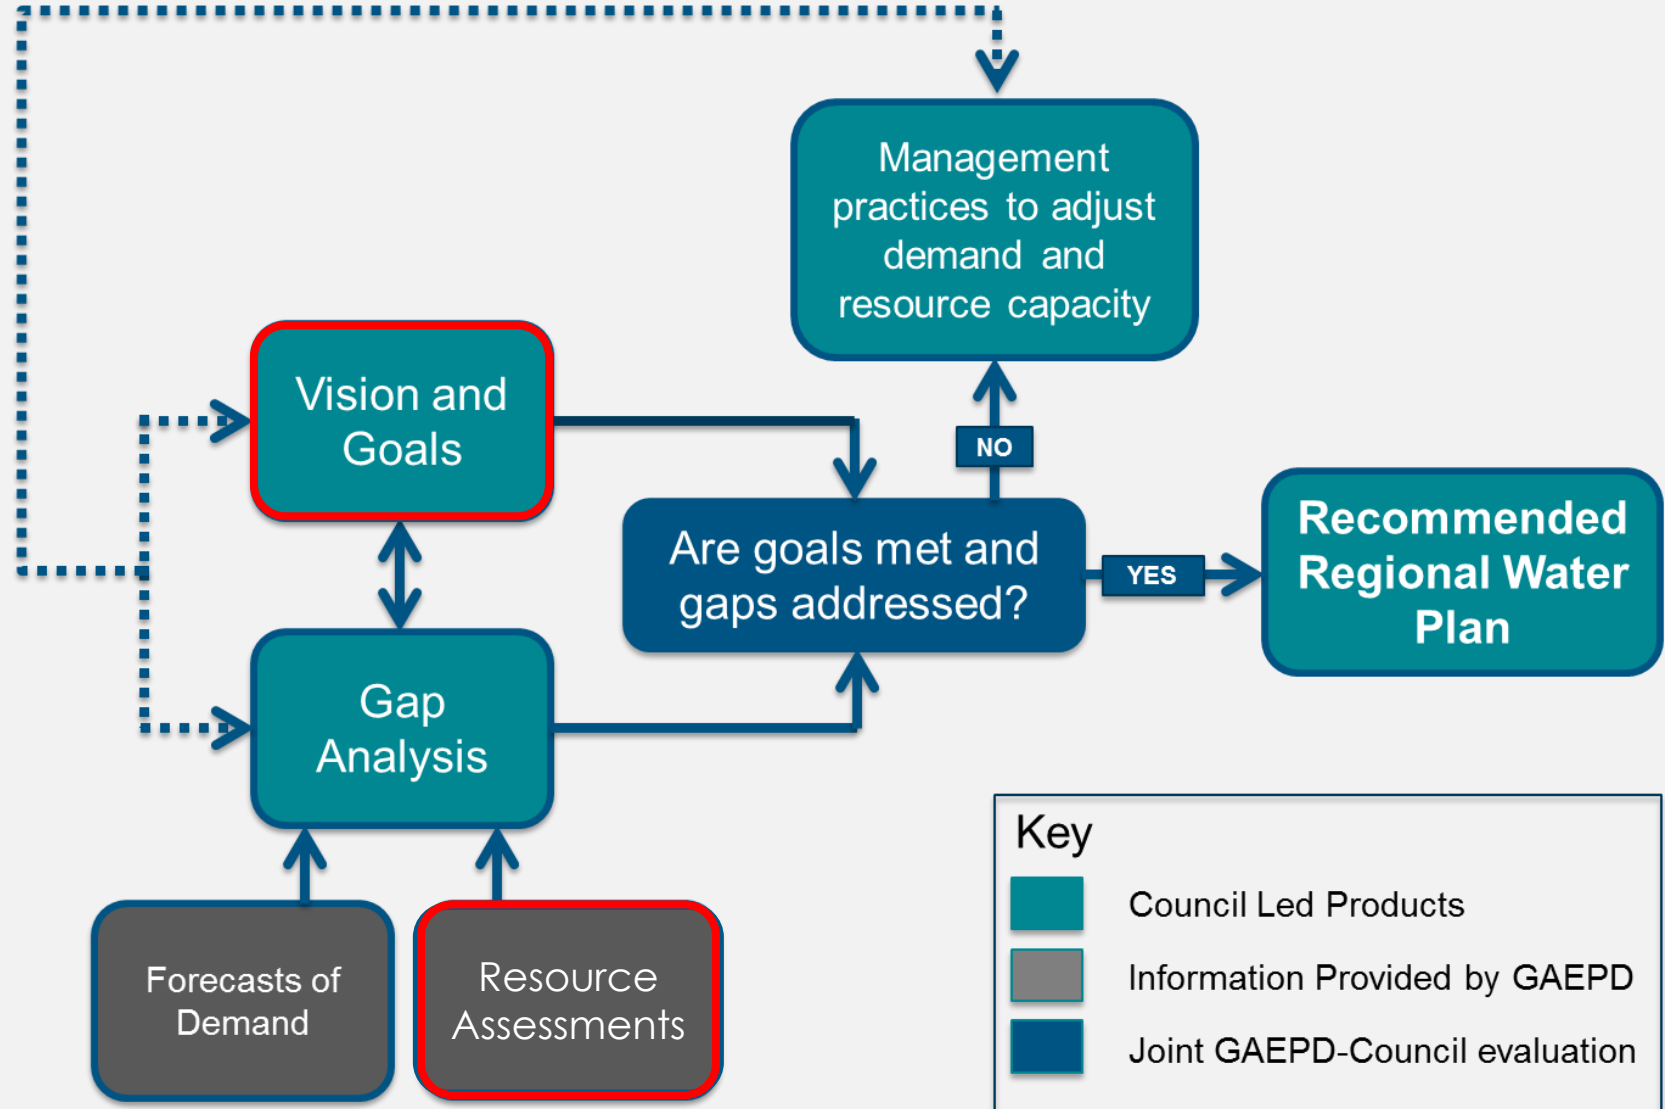 Management
practices to adjust
demand and
resource capacity
Vision and
Goals
NO
Are goals met and
gaps addressed?
YES
Recommended
Regional Water
Plan
Gap
Analysis
Forecasts of
Demand
Resource
Assessments
Key
Council Led Products
Information Provided by GAEPD
Joint GAEPD-Council evaluation